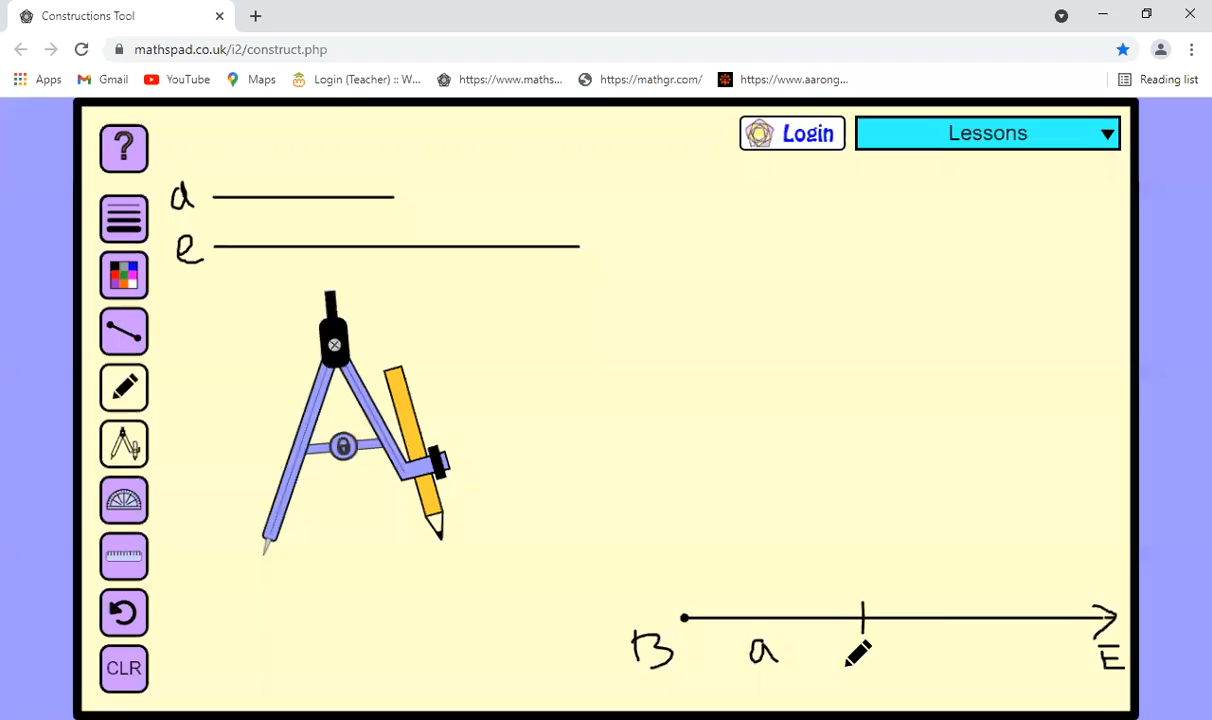 Constructions Tool
mathspad.co.uk/i2/construct.php
Apps Gmail YouTube Maps Login (Teacher) :: W... https://www.maths... https://mathgr.com/ https://www.aarong... Reading list
Login Lessons
?
a
e
CLR
B a E